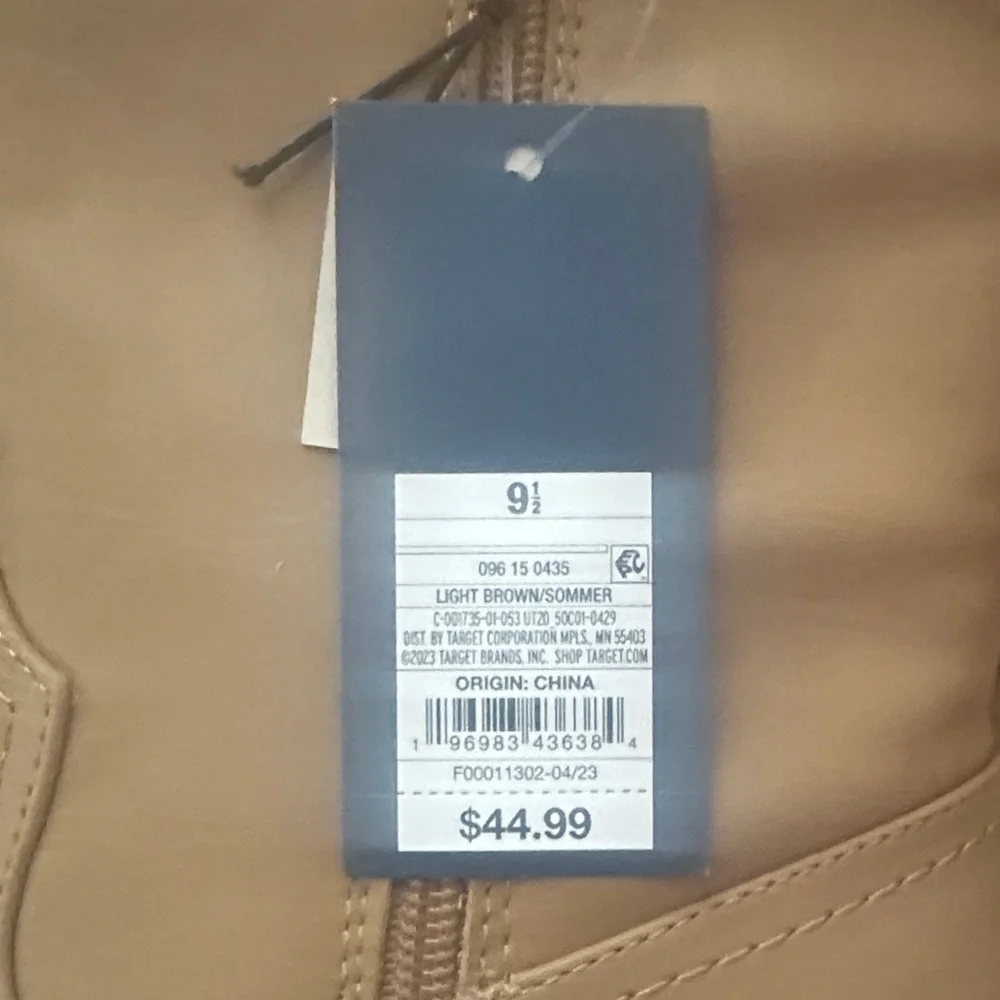 9½
096 15 0435
LIGHT BROWN/SOMMER
C-001735-01-053 UT20 50C01-0429
DIST. BY TARGET CORPORATION MPLS., MN 55403
©2023 TARGET BRANDS, INC. SHOP TARGET.COM
ORIGIN: CHINA
1 96983 43638 4
F00011302-04/23
$44.99